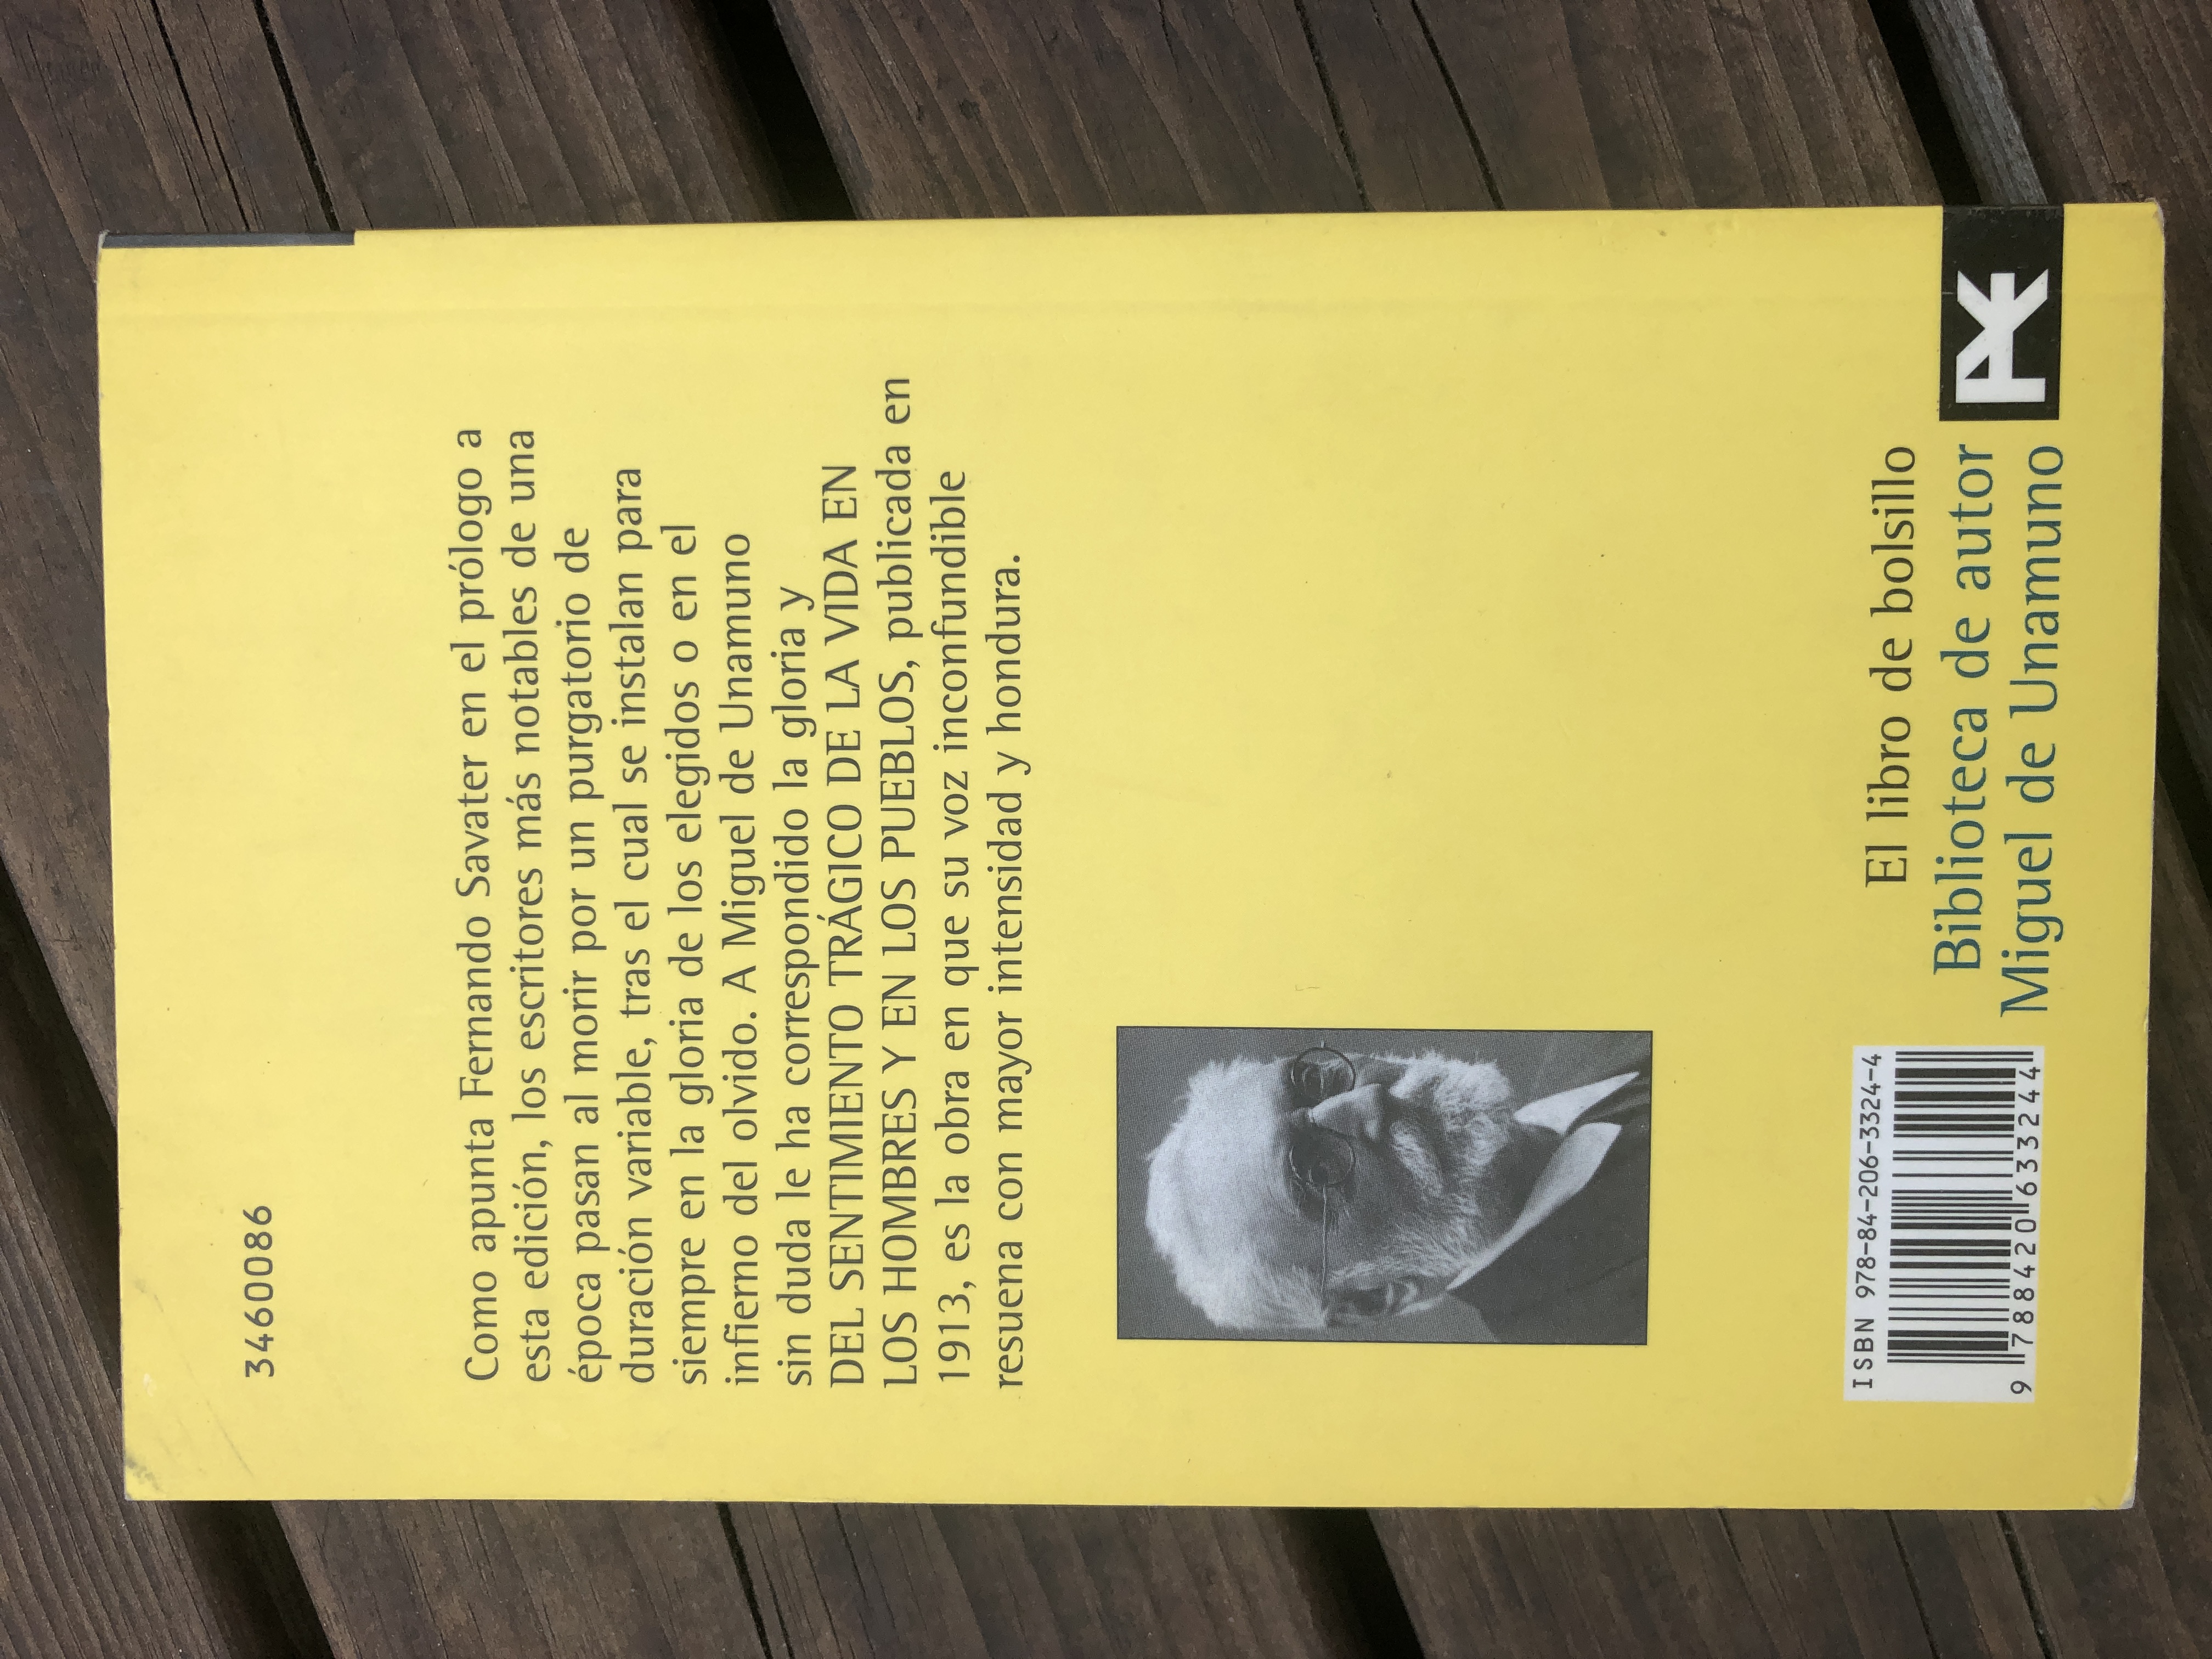 3460086
Como apunta Fernando Savater en el prólogo a
esta edición, los escritores más notables de una
época pasan al morir por un purgatorio de
duración variable, tras el cual se instalan para
siempre en la gloria de los elegidos o en el
infierno del olvido. A Miguel de Unamuno
sin duda le ha correspondido la gloria y
DEL SENTIMIENTO TRÁGICO DE LA VIDA EN
LOS HOMBRES Y EN LOS PUEBLOS, publicada en
1913, es la obra en que su voz inconfundible
resuena con mayor intensidad y hondura.
ISBN 978-84-206-3324-4
9 788420 633244
El libro de bolsillo
Biblioteca de autor
Miguel de Unamuno